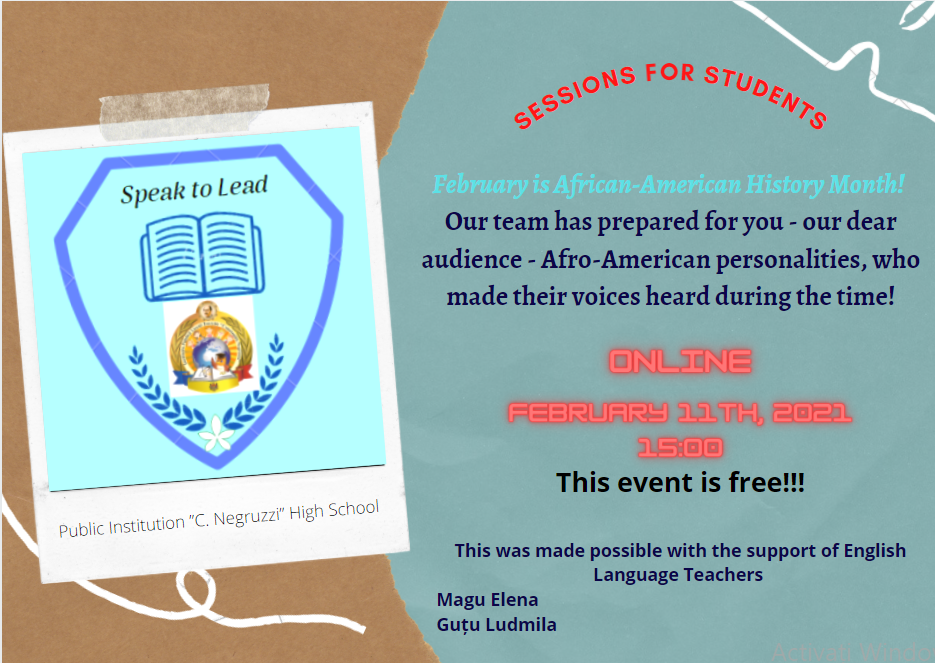 SESSIONS FOR STUDENTS
Speak to Lead
Public Institution ”C. Negruzzi” High School
February is African-American History Month!
Our team has prepared for you - our dear
audience - Afro-American personalities, who
made their voices heard during the time!
ONLINE
FEBRUARY 11TH, 2021
15:00
This event is free!!!
This was made possible with the support of English
Language Teachers
Magu Elena
Guțu Ludmila